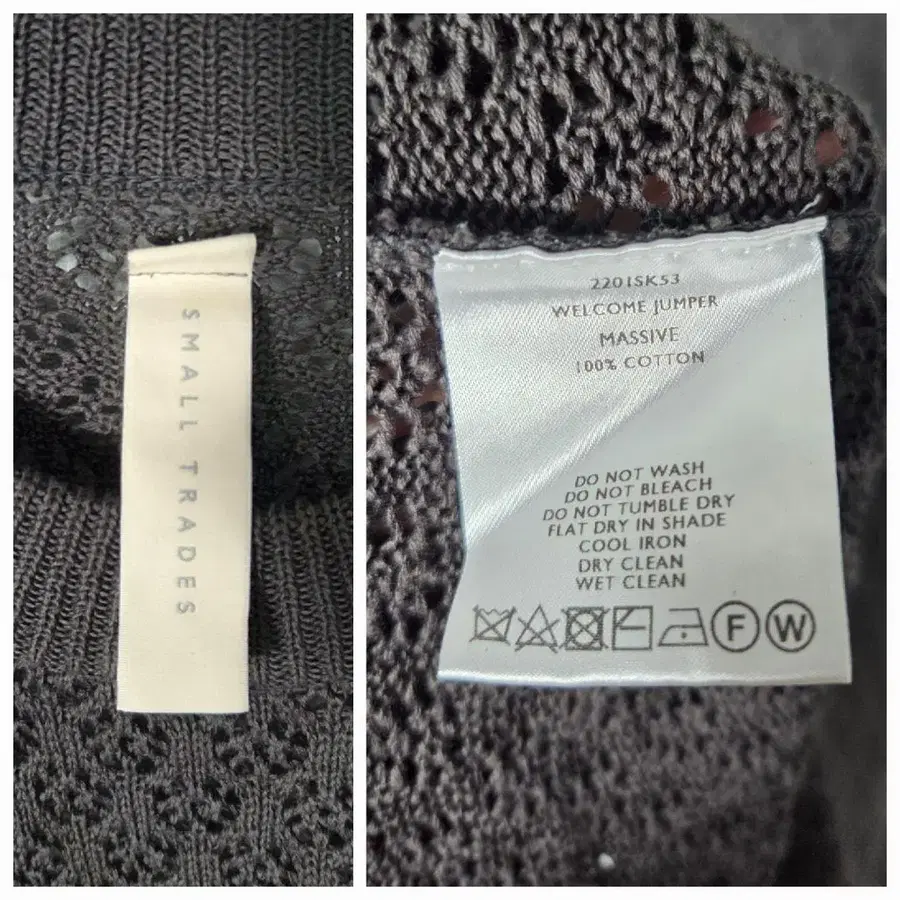 SMALL TRADES
2201SK53
WELCOME JUMPER
MASSIVE
100% COTTON
DO NOT WASH
DO NOT BLEACH
DO NOT TUMBLE DRY
FLAT DRY IN SHADE
COOL IRON
DRY CLEAN
WET CLEAN
F W